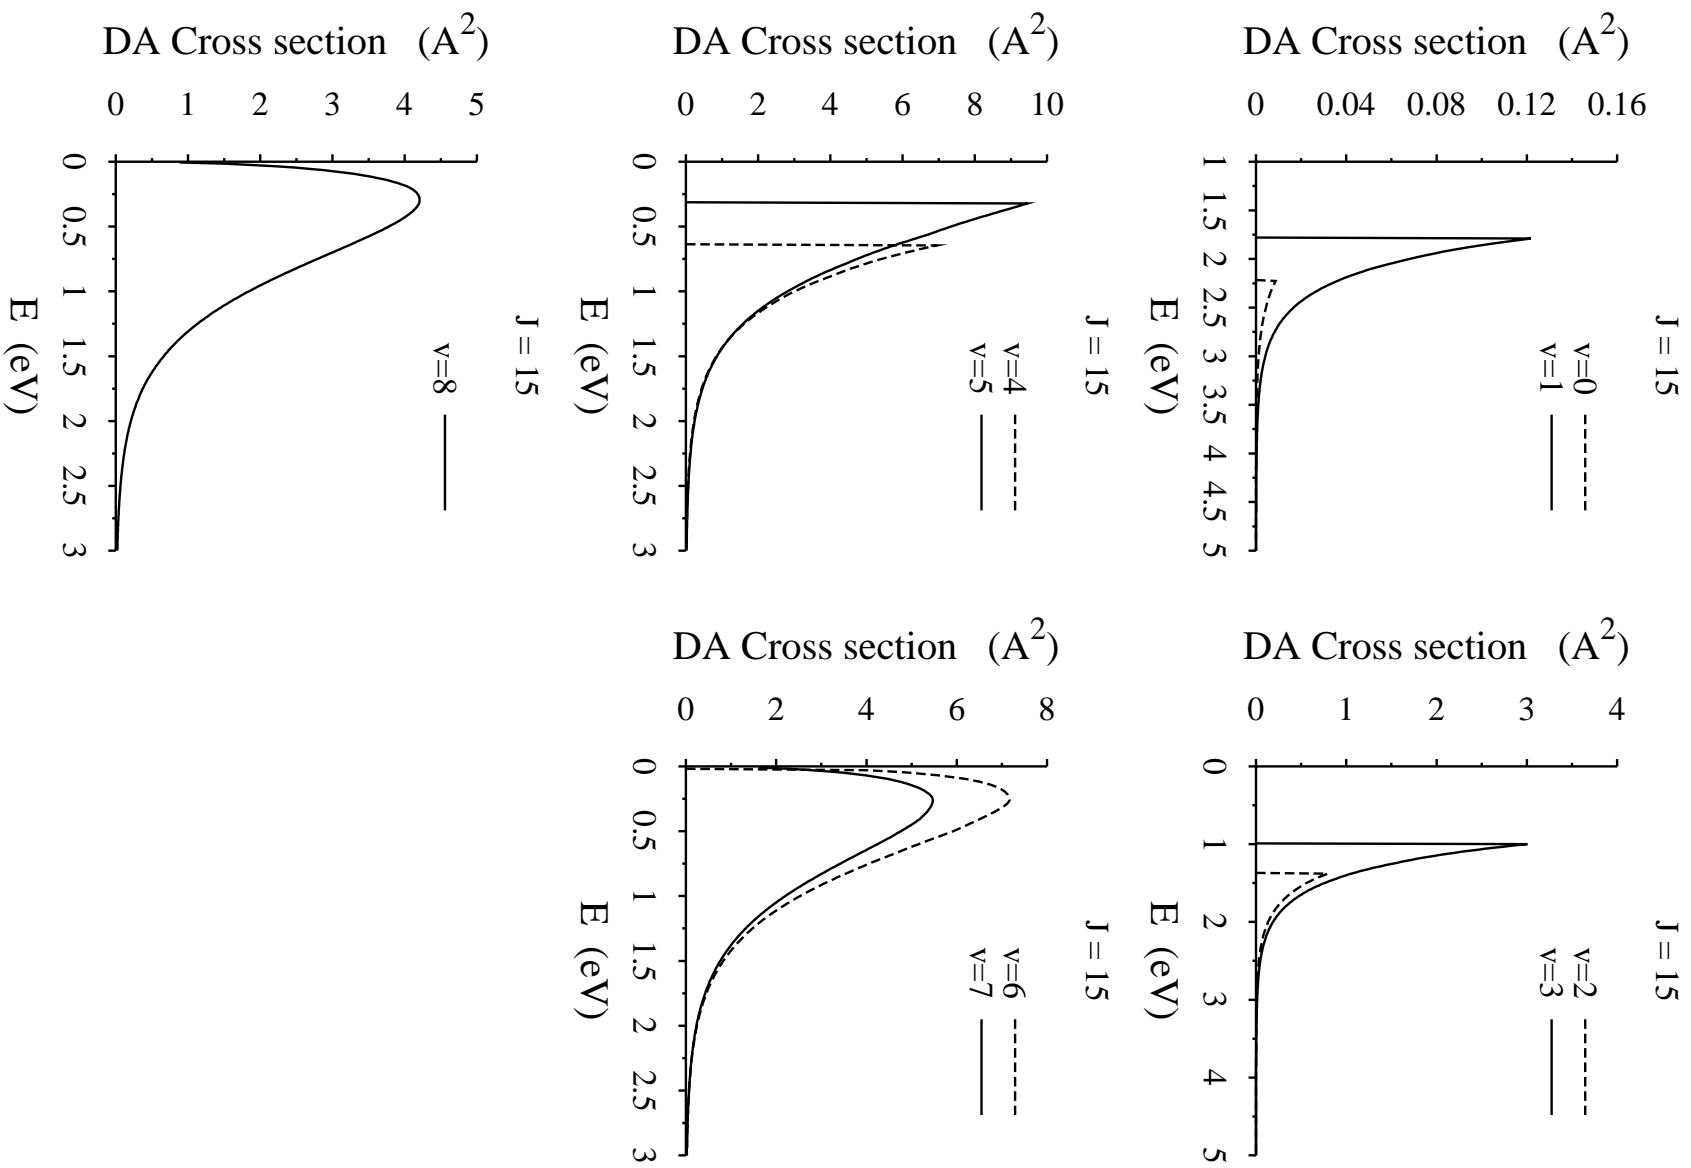 J = 15
v=0
v=1
DA Cross section (A^2)
0 0.04 0.08 0.12 0.16
1 1.5 2 2.5 3 3.5 4 4.5 5
E (eV)
J = 15
v=2
v=3
DA Cross section (A^2)
0 1 2 3 4
0 1 2 3 4 5
E (eV)
J = 15
v=4
v=5
DA Cross section (A^2)
0 2 4 6 8 10
0 0.5 1 1.5 2 2.5 3
E (eV)
J = 15
v=6
v=7
DA Cross section (A^2)
0 2 4 6 8
0 0.5 1 1.5 2 2.5 3
E (eV)
J = 15
v=8
DA Cross section (A^2)
0 1 2 3 4 5
0 0.5 1 1.5 2 2.5 3
E (eV)